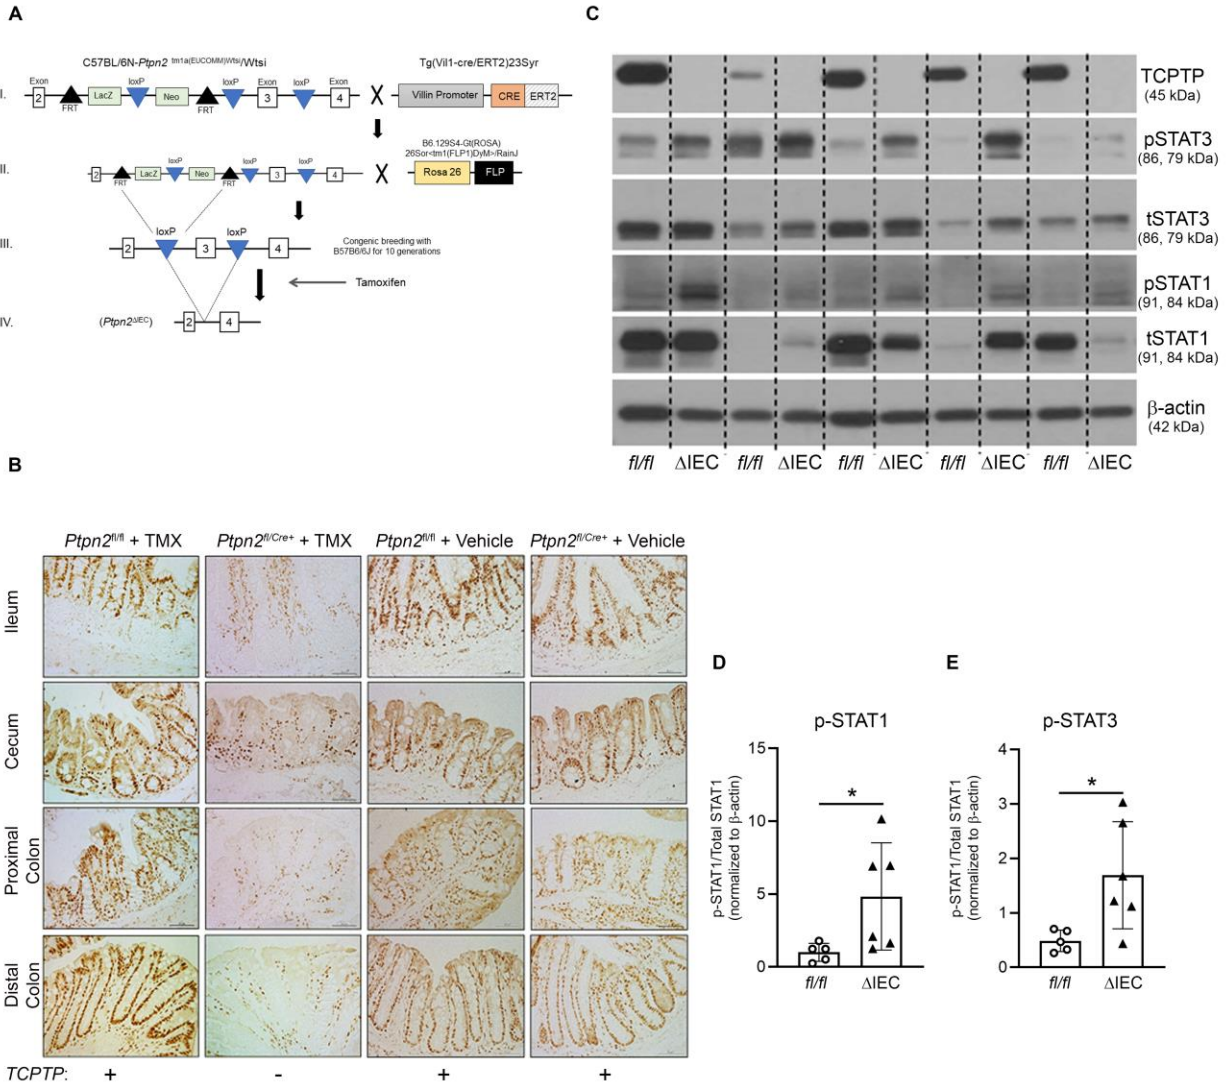 A
C57BL/6N-Ptpn2 tm1a(EUCOMM)Wtsi/Wtsi
Tg(Vil1-cre/ERT2)23Syr
Exon loxP loxP Exon loxP Exon
I. 2 LacZ Neo 3 4 X Villin Promoter CRE ERT2
FRT FRT
B6.129S4-Gt(ROSA)
26Sor<tm1(FLP1)DyM>/RainJ
loxP loxP
II. 2 LacZ Neo 3 4 X Rosa 26 FLP
FRT FRT
loxP loxP
III. 2 3 4
Congenic breeding with
B57B6/6J for 10 generations
Tamoxifen
IV. (Ptpn2ΔIEC) 2 4
B
Ptpn2fl/fl + TMX Ptpn2fl/Cre+ + TMX Ptpn2fl/fl + Vehicle Ptpn2fl/Cre+ + Vehicle
Ileum
Cecum
Proximal
Colon
Distal
Colon
TCPTP: + - + +
C
TCPTP
(45 kDa)
pSTAT3
(86, 79 kDa)
tSTAT3
(86, 79 kDa)
pSTAT1
(91, 84 kDa)
tSTAT1
(91, 84 kDa)
β-actin
(42 kDa)
fl/fl ΔIEC fl/fl ΔIEC fl/fl ΔIEC fl/fl ΔIEC fl/fl ΔIEC
D
p-STAT1
p-STAT1/Total STAT1
(normalized to β-actin)
15
10
5
0
*
fl/fl ΔIEC
E
p-STAT3
p-STAT1/Total STAT1
(normalized to β-actin)
4
3
2
1
0
*
fl/fl ΔIEC